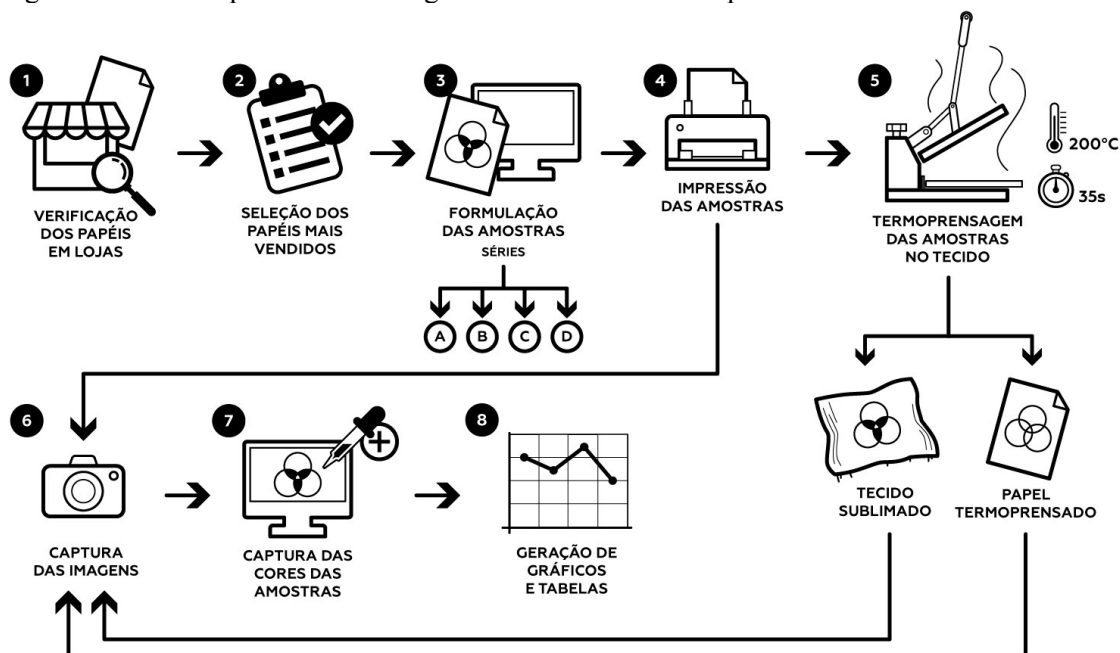 1
VERIFICAÇÃO
DOS PAPÉIS
EM LOJAS
2
SELEÇÃO DOS
PAPÉIS MAIS
VENDIDOS
3
FORMULAÇÃO
DAS AMOSTRAS
SÉRIES
A B C D
4
IMPRESSÃO
DAS AMOSTRAS
5
200°C
35s
TERMOPRENSAGEM
DAS AMOSTRAS
NO TECIDO
TECIDO
SUBLIMADO
PAPEL
TERMOPRENSADO
6
CAPTURA
DAS IMAGENS
7
CAPTURA DAS
CORES DAS
AMOSTRAS
8
GERAÇÃO DE
GRÁFICOS
E TABELAS